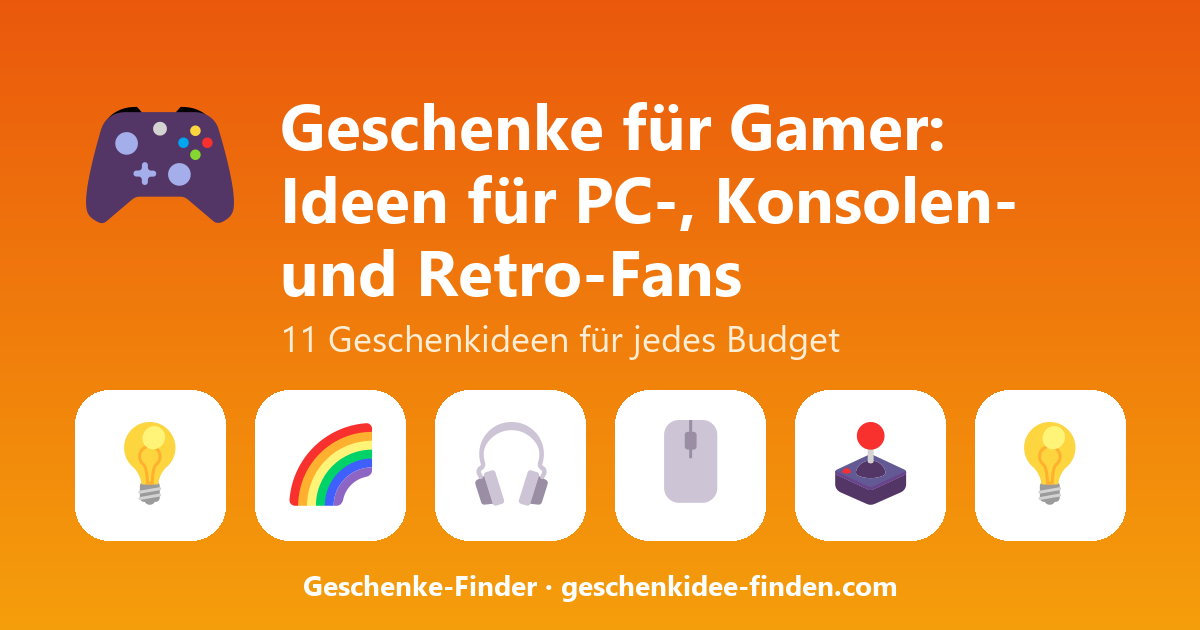 Geschenke für Gamer:
Ideen für PC-, Konsolen-
und Retro-Fans
11 Geschenkideen für jedes Budget
Geschenke-Finder · geschenkidee-finden.com